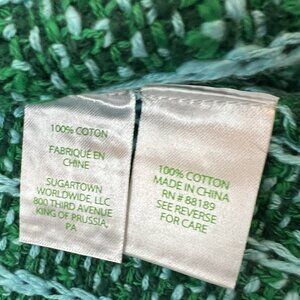 100% COTON
FABRIQUÉ EN
CHINE
SUGARTOWN
WORLDWIDE, LLC
800 THIRD AVENUE
KING OF PRUSSIA,
PA
100% COTTON
MADE IN CHINA
RN # 88189
SEE REVERSE
FOR CARE